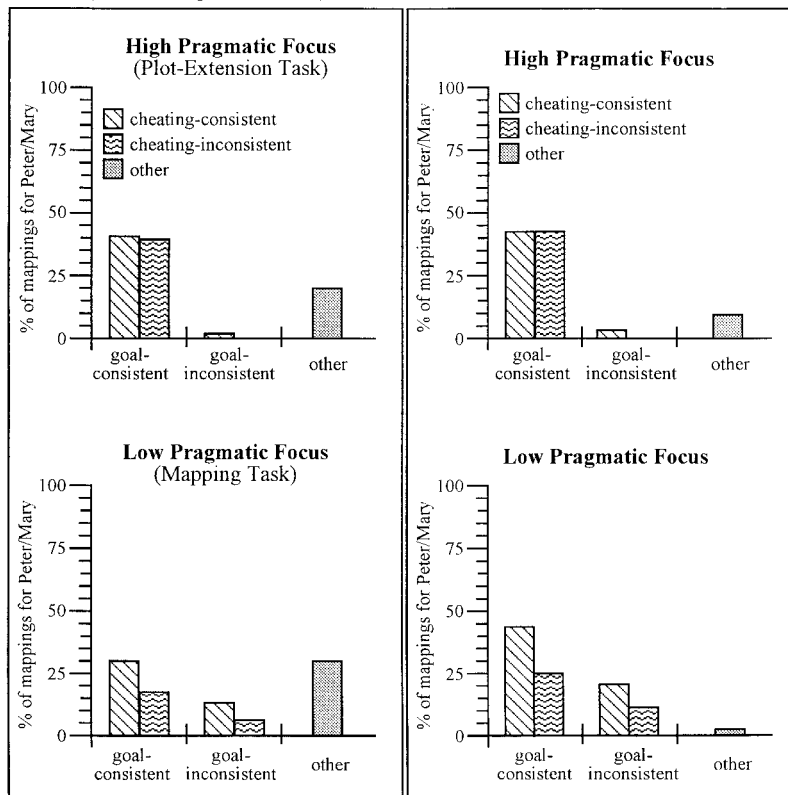 High Pragmatic Focus
(Plot-Extension Task)
% of mappings for Peter/Mary
100
75
50
25
0
cheating-consistent
cheating-inconsistent
other
goal-
consistent
goal-
inconsistent
other
High Pragmatic Focus
% of mappings for Peter/Mary
100
75
50
25
0
cheating-consistent
cheating-inconsistent
other
goal-
consistent
goal-
inconsistent
other
Low Pragmatic Focus
(Mapping Task)
% of mappings for Peter/Mary
100
75
50
25
0
goal-
consistent
goal-
inconsistent
other
Low Pragmatic Focus
% of mappings for Peter/Mary
100
75
50
25
0
goal-
consistent
goal-
inconsistent
other